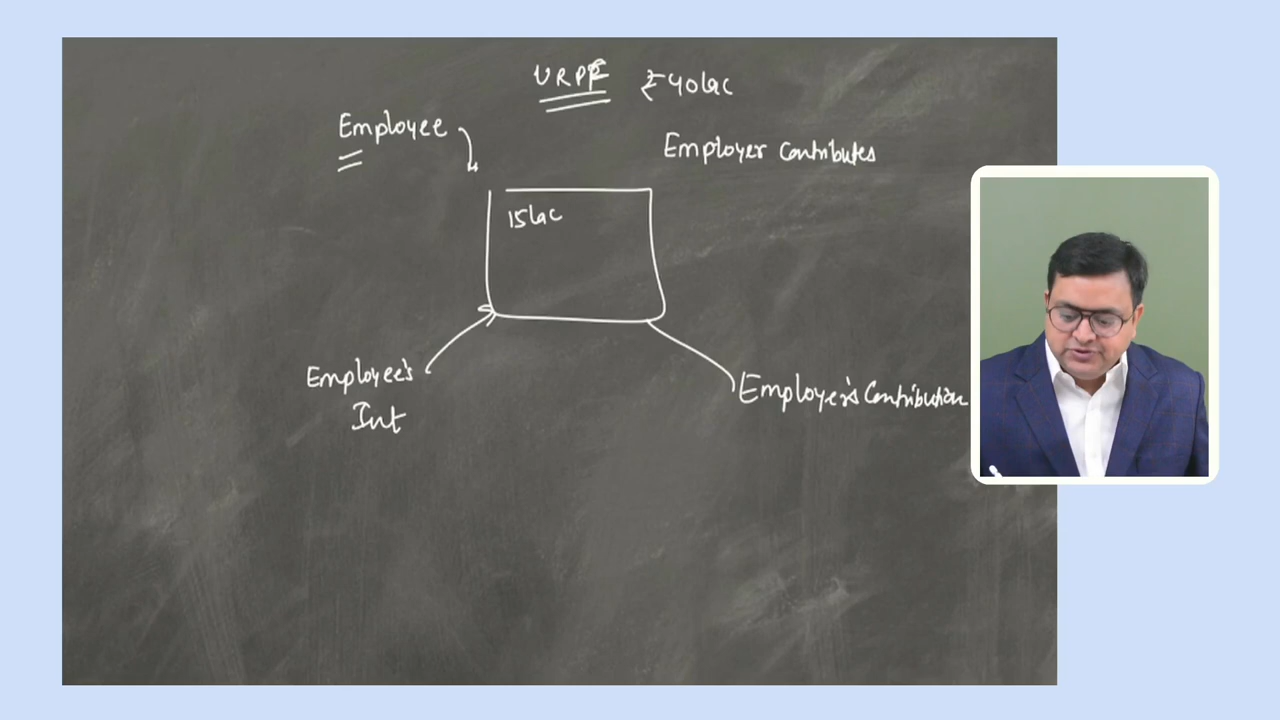 URPF ₹40lac
Employee
Employer Contributes
15lac
Employee's
Int
Employer's Contribution